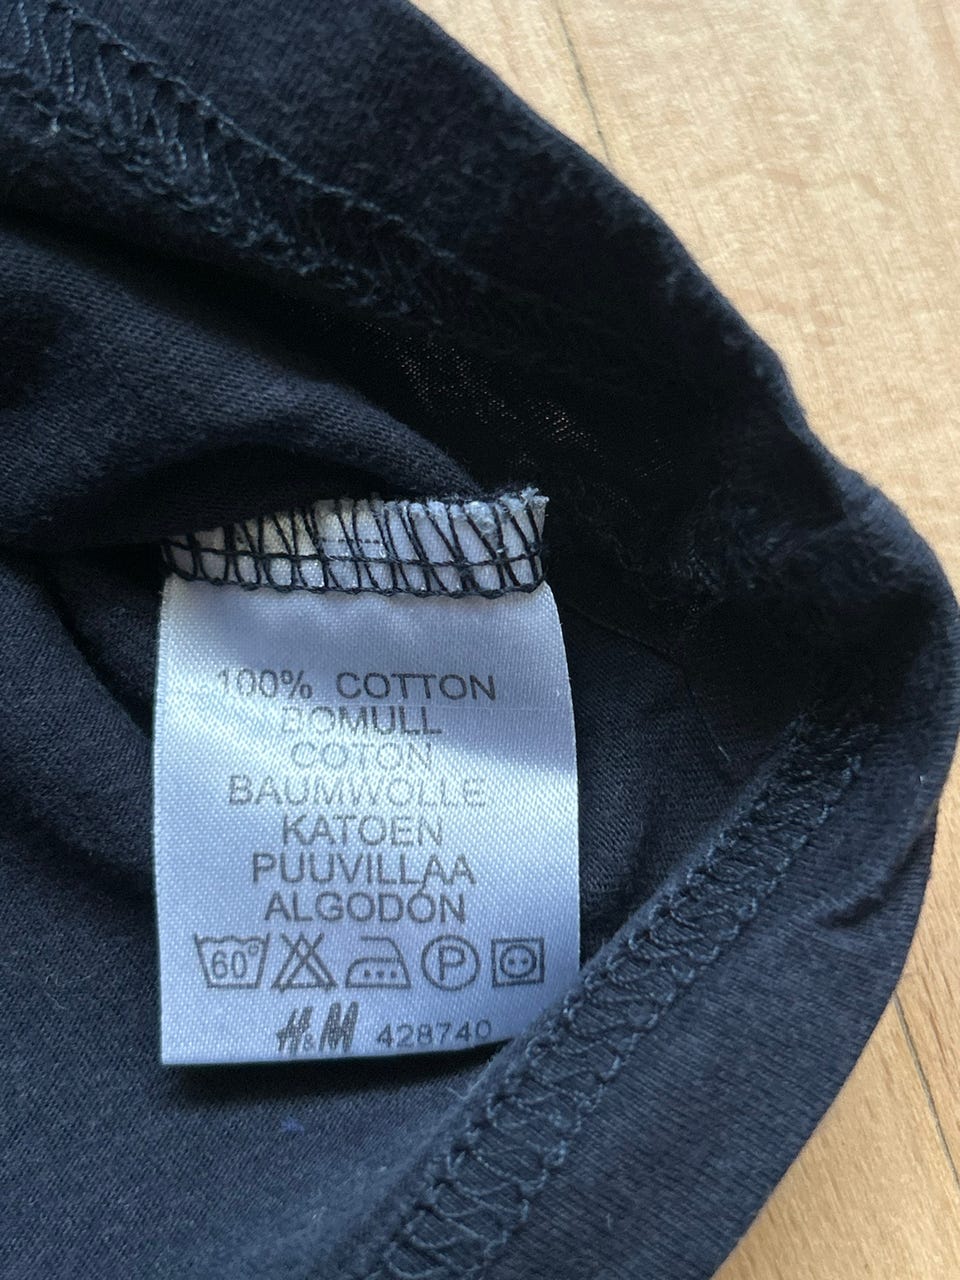 100% COTTON
BOMULL
COTON
BAUMWOLLE
KATOEN
PUUVILLAA
ALGODÓN
60° P
H&M 428740